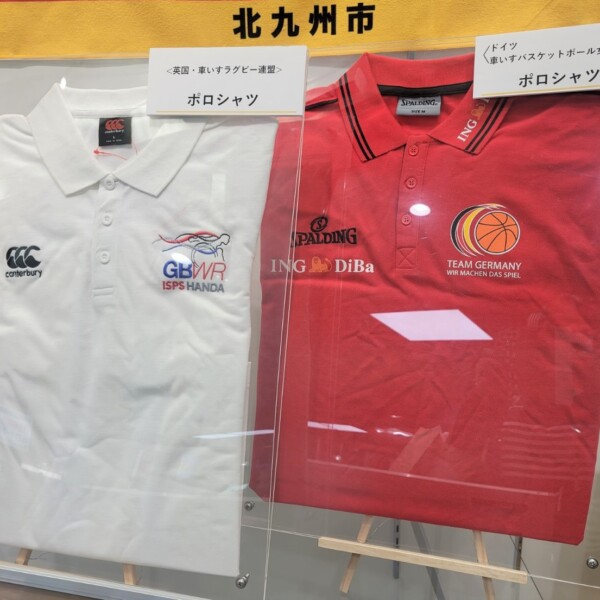 北九州市
<英国・車いすラグビー連盟>
ポロシャツ
<ドイツ
車いすバスケットボール
ポロシャツ
canterbury
canterbury
GBWR
ISPS HANDA
SPALDING
SIZE M
ING
SPALDING
ING DiBa
TEAM GERMANY
WIR MACHEN DAS SPIEL